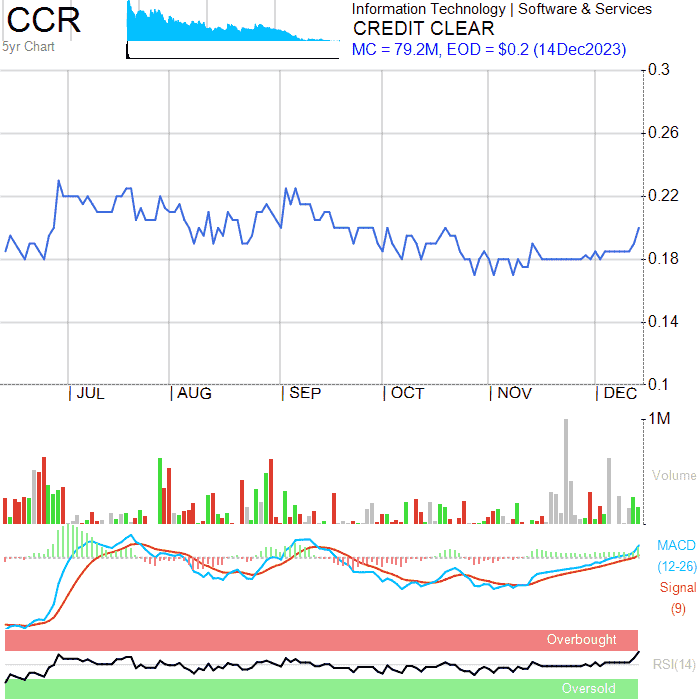 CCR
5yr Chart
Information Technology | Software & Services
CREDIT CLEAR
MC = 79.2M, EOD = $0.2 (14Dec2023)
0.3
0.26
0.22
0.18
0.14
0.1
| JUL | AUG | SEP | OCT | NOV | DEC
1M
Volume
MACD
(12-26)
Signal
(9)
Overbought
RSI(14)
Oversold